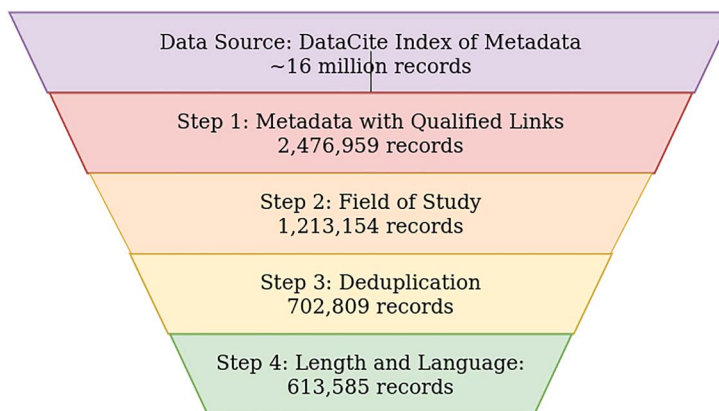 Data Source: DataCite Index of Metadata
~16 million records
Step 1: Metadata with Qualified Links
2,476,959 records
Step 2: Field of Study
1,213,154 records
Step 3: Deduplication
702,809 records
Step 4: Length and Language:
613,585 records